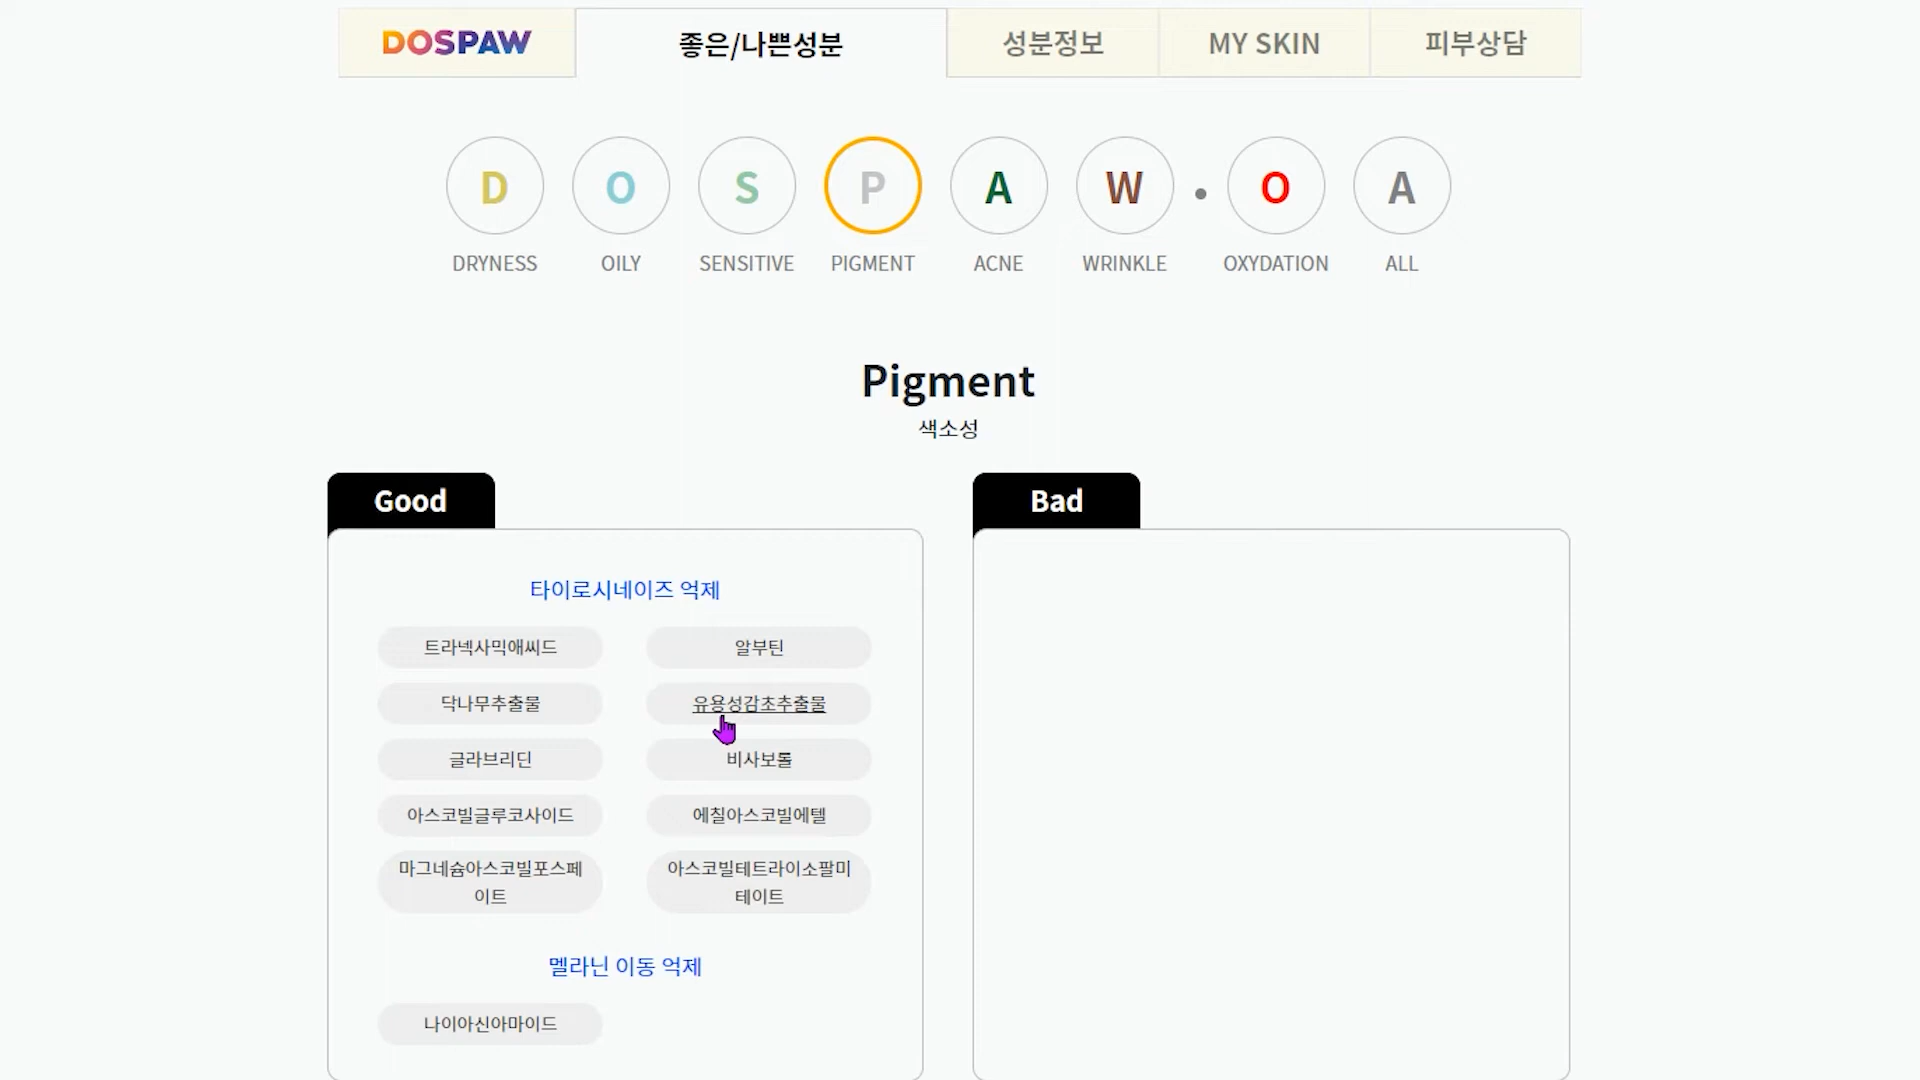 DOSPAW
좋은/나쁜성분
성분정보
MY SKIN
피부상담
D
O
S
P
A
W
O
A
DRYNESS
OILY
SENSITIVE
PIGMENT
ACNE
WRINKLE
OXYDATION
ALL
Pigment
색소성
Good
Bad
타이로시네이즈 억제
트라넥사믹애씨드
알부틴
닥나무추출물
유용성감초추출물
글라브리딘
비사보롤
아스코빌글루코사이드
에칠아스코빌에텔
마그네슘아스코빌포스페
이트
아스코빌테트라이소팔미
테이트
멜라닌 이동 억제
나이아신아마이드